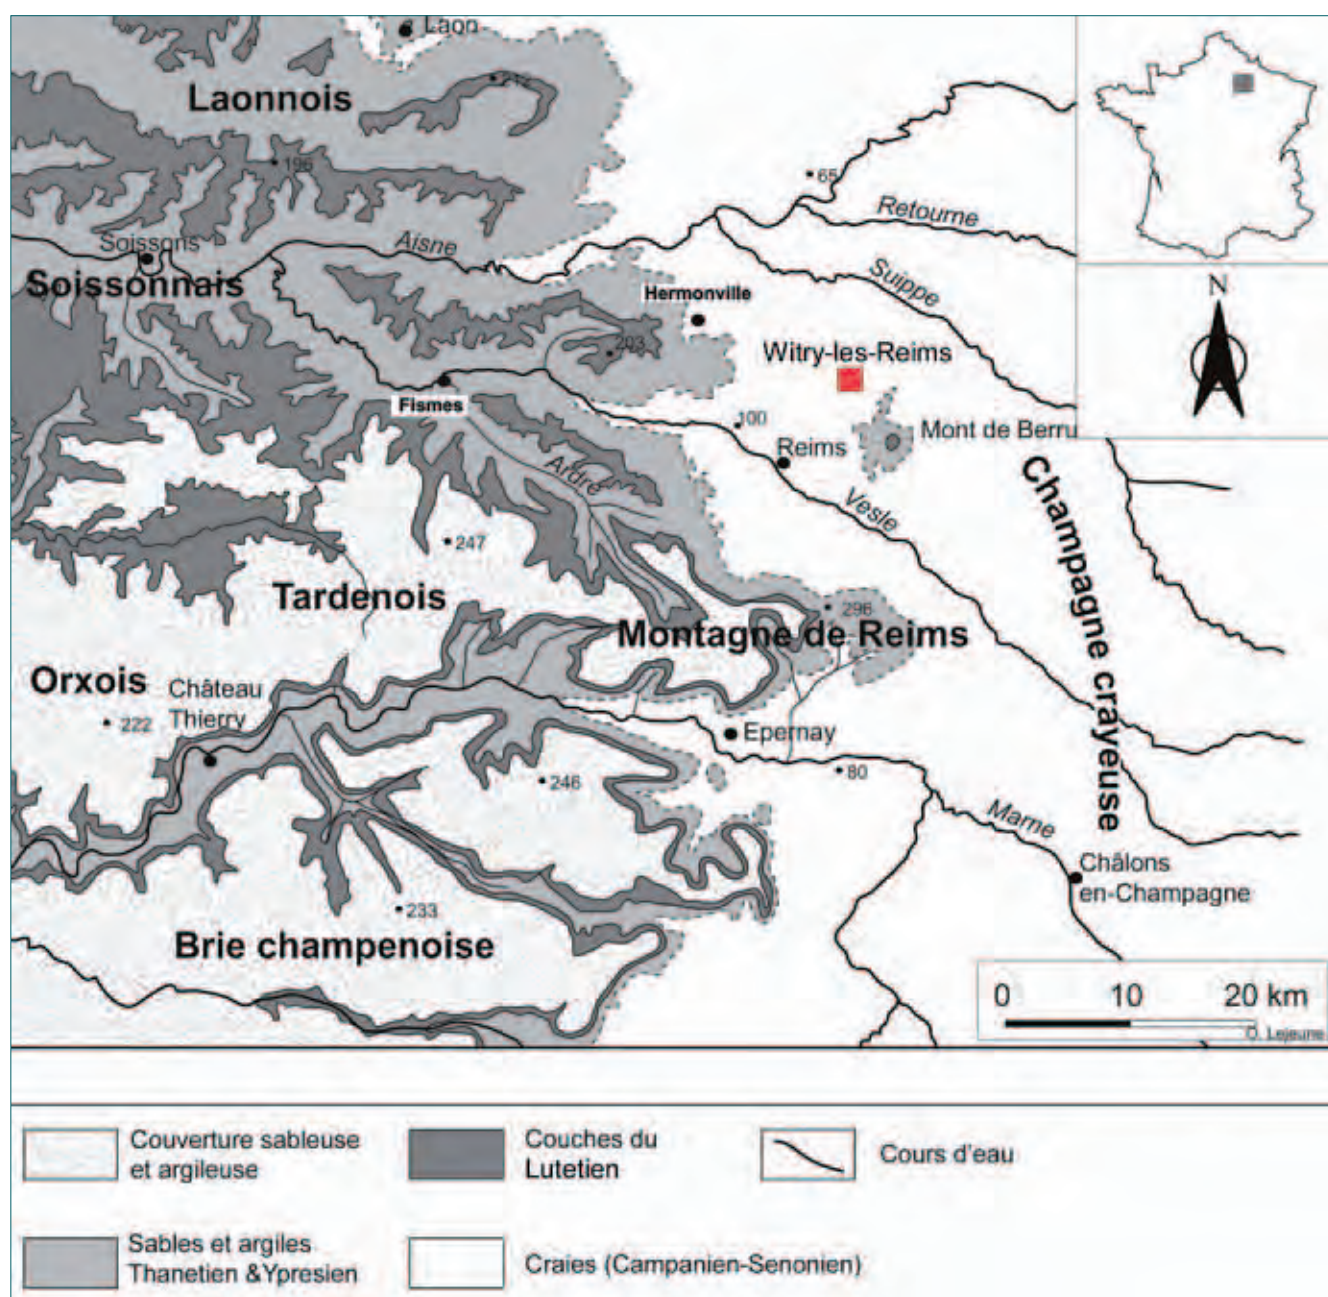 Laon
Laonnois
212
196
65
Retourne
Aisne
Soissons
Suippe
Soissonnais
N
Hermonville
203
Witry-les-Reims
Fismes
100
Mont de Berru
Reims
Ardre
Vesle
Champagne crayeuse
247
Tardenois
296
Montagne de Reims
Orxois
Château
Thierry
222
Epernay
246
80
Marne
Châlons
en-Champagne
233
Brie champenoise
0 10 20 km
O. Lejeune
Couverture sableuse
et argileuse
Couches du
Lutetien
Cours d'eau
Sables et argiles
Thanetien &Ypresien
Craies (Campanien-Senonien)